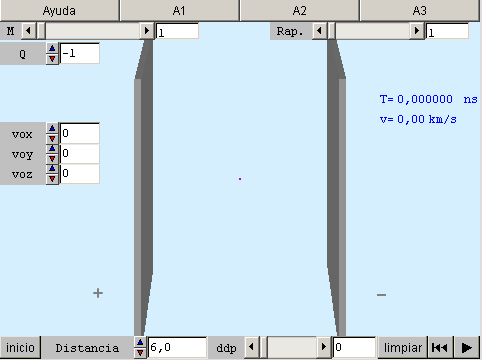 Ayuda A1 A2 A3
M 1 Rap. 1
Q -1
T= 0,000000 ns
v= 0,00 km/s
vox 0
voy 0
voz 0
+ −
inicio Distancia 6,0 ddp 0 limpiar